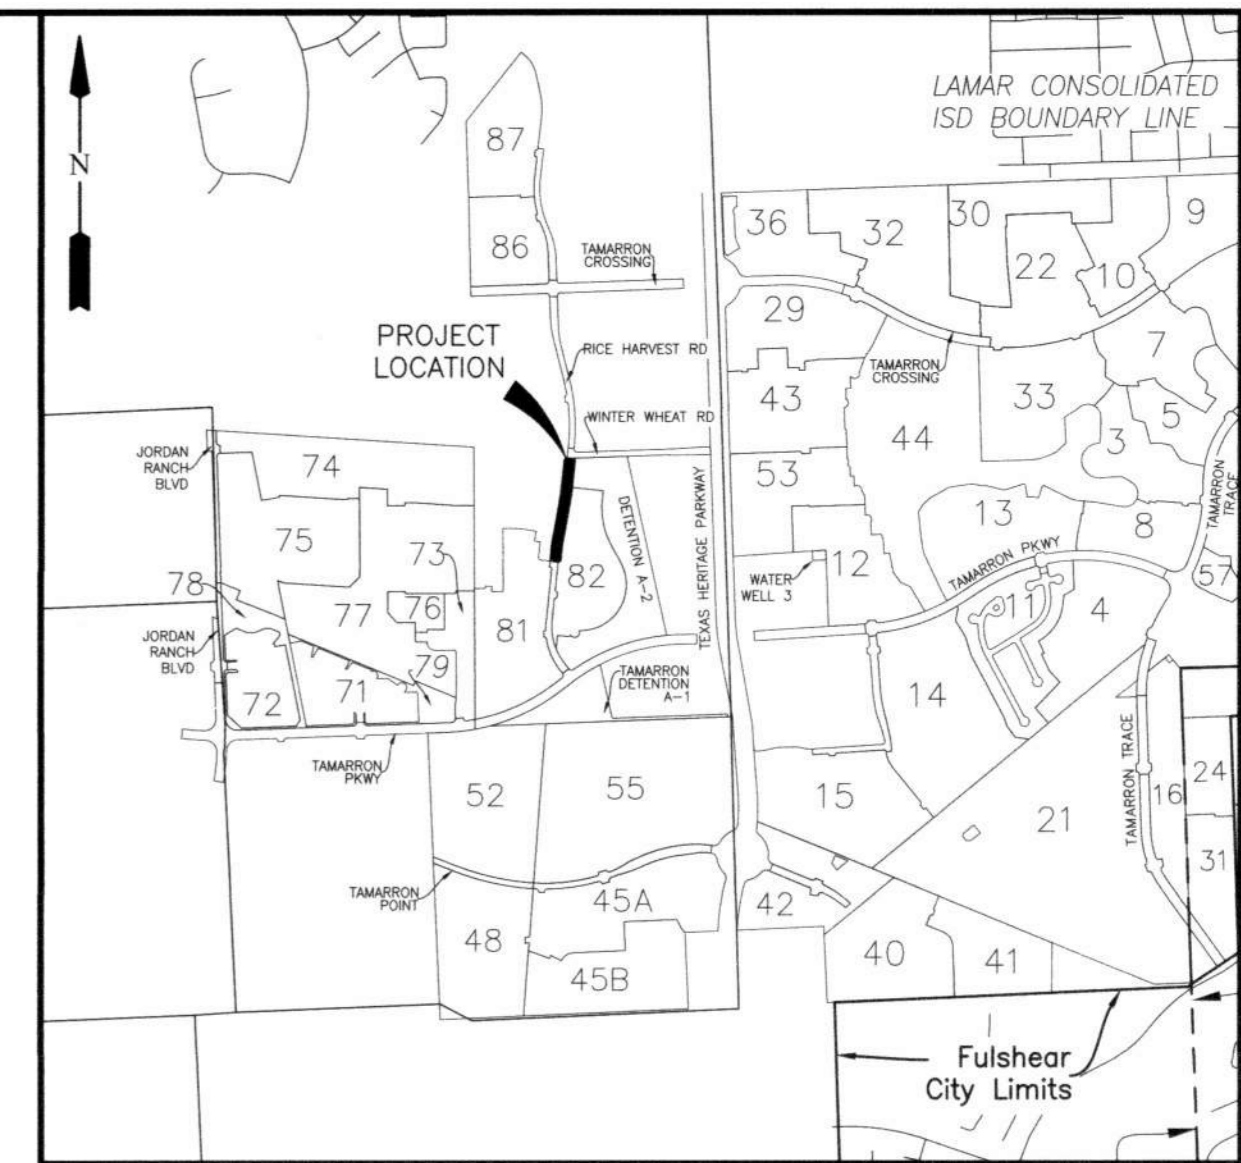 N
LAMAR CONSOLIDATED
ISD BOUNDARY LINE
87
86
TAMARRON
CROSSING
PROJECT
LOCATION
RICE HARVEST RD
WINTER WHEAT RD
36
32
30
9
22
10
29
7
TAMARRON
CROSSING
43
33
5
44
3
JORDAN
RANCH
BLVD
74
53
TAMARRON
TRACE
75
73
DETENTION A-2
TEXAS HERITAGE PARKWAY
13
8
78
82
WATER
WELL 3
12
TAMARRON PKWY
57
77
76
81
11
4
JORDAN
RANCH
BLVD
79
72
71
TAMARRON
DETENTION
A-1
14
TAMARRON
PKWY
52
55
15
21
TAMARRON TRACE
16
24
31
TAMARRON
POINT
45A
42
48
45B
40
41
Fulshear
City Limits